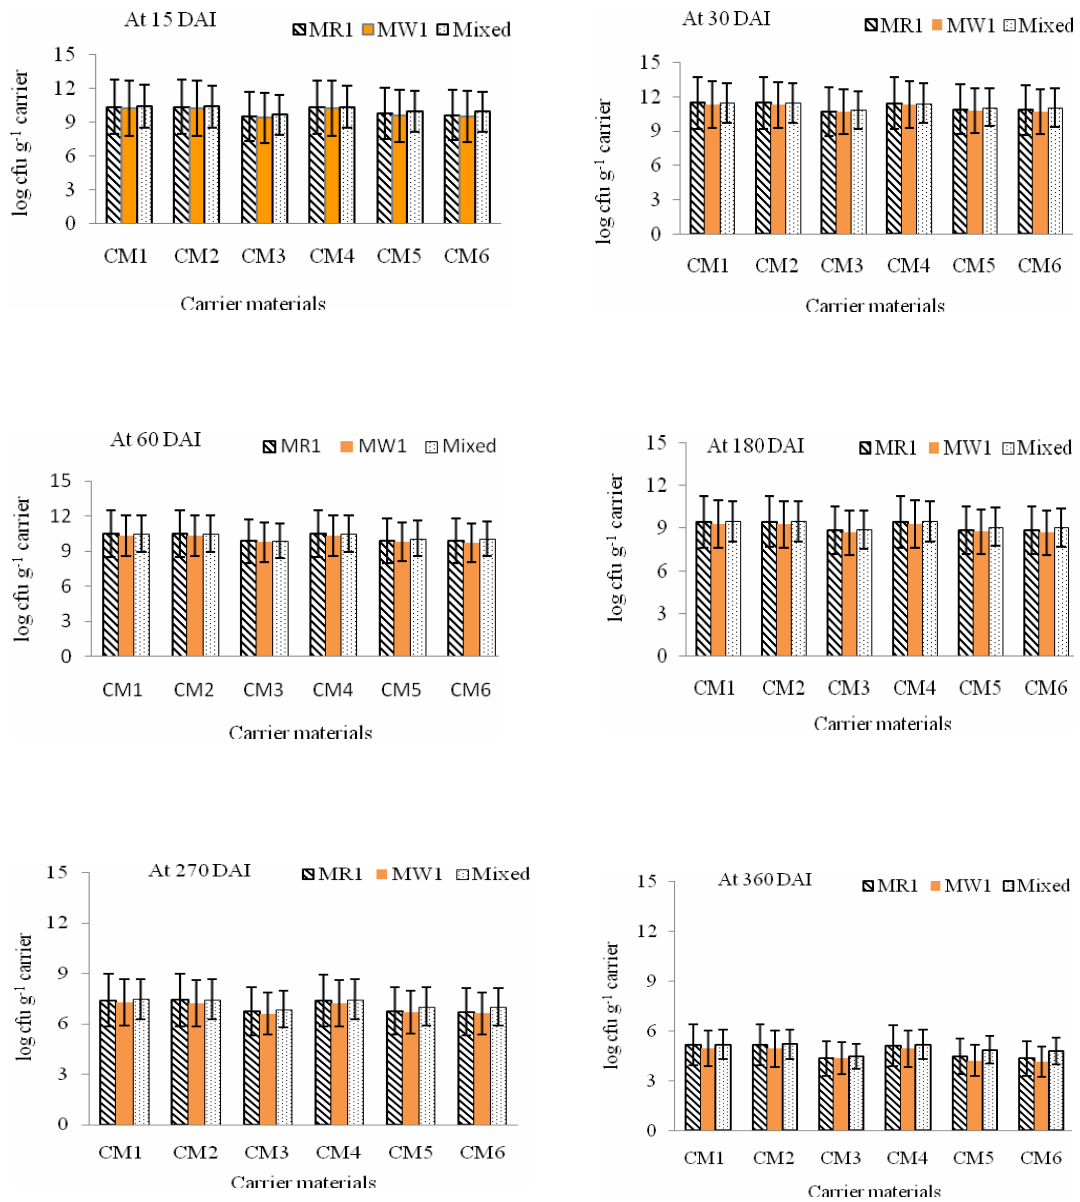 At 15 DAI
MR1 MW1 Mixed
log cfu g⁻¹ carrier
15
12
9
6
3
0
CM1 CM2 CM3 CM4 CM5 CM6
Carrier materials
At 30 DAI
MR1 MW1 Mixed
log cfu g⁻¹ carrier
15
12
9
6
3
0
CM1 CM2 CM3 CM4 CM5 CM6
Carrier materials
At 60 DAI
MR1 MW1 Mixed
log cfu g⁻¹ carrier
15
12
9
6
3
0
CM1 CM2 CM3 CM4 CM5 CM6
Carrier materials
At 180 DAI
MR1 MW1 Mixed
log cfu g⁻¹ carrier
15
12
9
6
3
0
CM1 CM2 CM3 CM4 CM5 CM6
Carrier materials
At 270 DAI
MR1 MW1 Mixed
log cfu g⁻¹ carrier
15
12
9
6
3
0
CM1 CM2 CM3 CM4 CM5 CM6
Carrier materials
At 360 DAI
MR1 MW1 Mixed
log cfu g⁻¹ carrier
15
12
9
6
3
0
CM1 CM2 CM3 CM4 CM5 CM6
Carrier materials